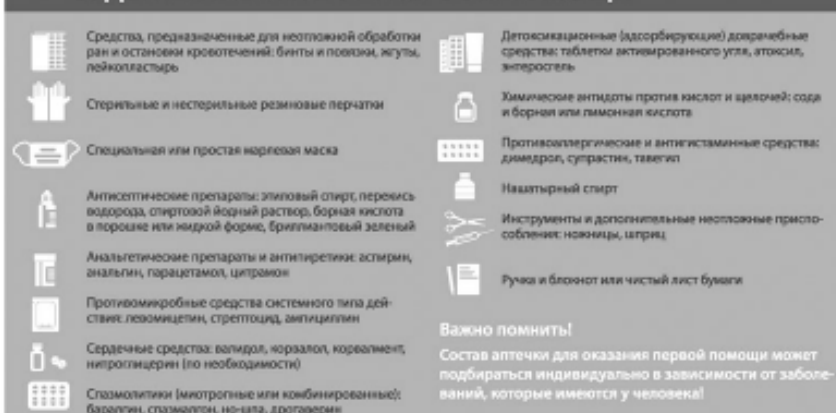 Средства, предназначенные для неотложной обработки
ран и остановки кровотечений: бинты и повязки, жгуты,
лейкопластырь
Стерильные и нестерильные резиновые перчатки
Специальная или простая марлевая маска
Антисептические препараты: этиловый спирт, перекись
водорода, спиртовой йодный раствор, борная кислота
в порошке или жидкой форме, бриллиантовый зеленый
Анальгетические препараты и антипиретики: аспирин,
анальгин, парацетамол, цитрамон
Противомикробные средства системного типа дей-
ствия: левомицетин, стрептоцид, ампициллин
Сердечные средства: валидол, корвалол, корвалмент,
нитроглицерин (по необходимости)
Спазмолитики (миотропные или комбинированные):
баралгин, спазмалгон, но-шпа, дротаверин
Детоксикационные (адсорбирующие) доврачебные
средства: таблетки активированного угля, атоксил,
энтеросгель
Химические антидоты против кислот и щелочей: сода
и борная или лимонная кислота
Противоаллергические и антигистаминные средства:
димедрол, супрастин, тавегил
Нашатырный спирт
Инструменты и дополнительные неотложные приспо-
собления: ножницы, шприц
Ручка и блокнот или чистый лист бумаги
Важно помнить!
Состав аптечки для оказания первой помощи может
подбираться индивидуально в зависимости от заболе-
ваний, которые имеются у человека!